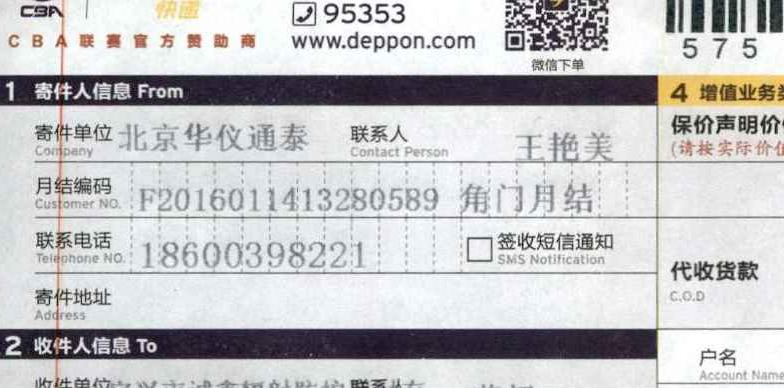 CBA 快递
CBA联赛官方赞助商
95353
www.deppon.com
微信下单
575
1 寄件人信息 From
4 增值业务
寄件单位 北京华仪通泰 联系人 王艳美
Company Contact Person
保价声明价
(请按实际价值
月结编码 F2016011413280589 角门月结
Customer NO.
联系电话 18600398221 签收短信通知
Telephone NO. SMS Notification
代收货款
C.O.D
寄件地址
Address
2 收件人信息 To
户名
Account Name
收件单位 联系人